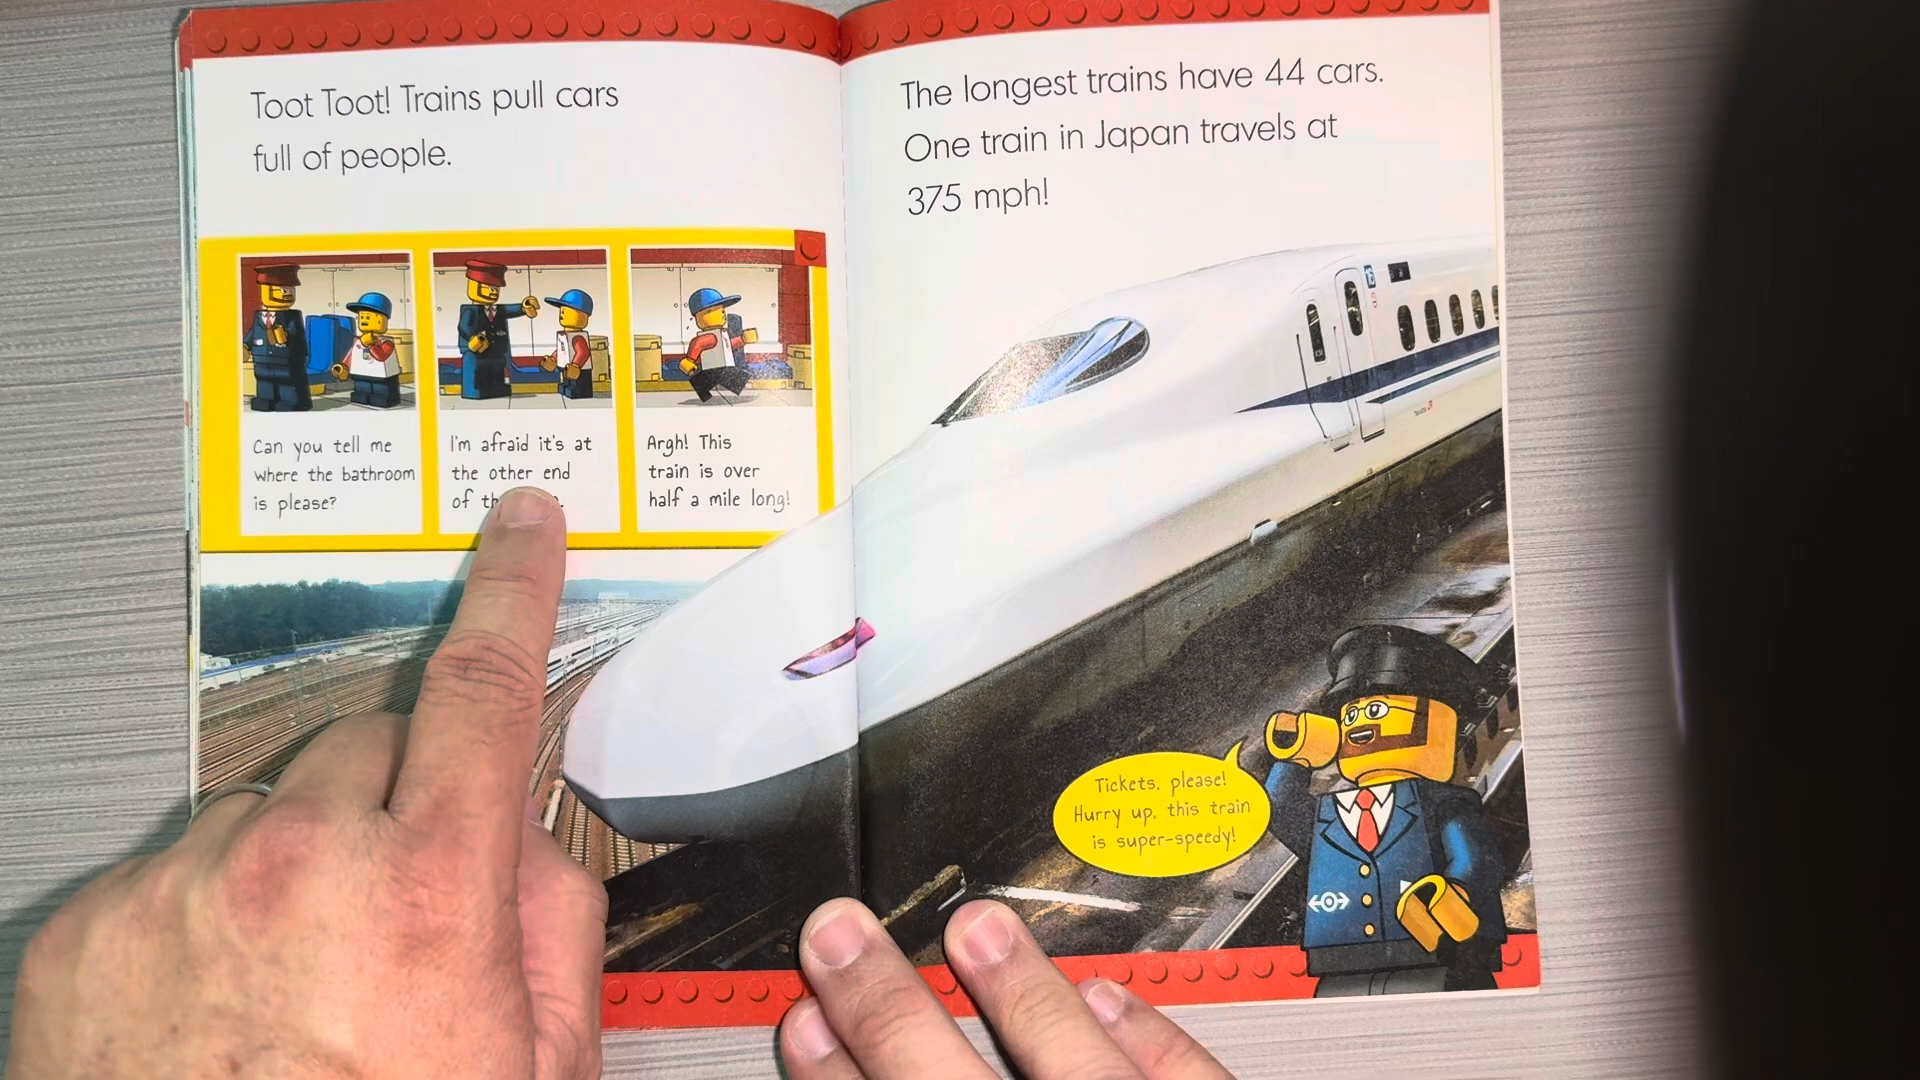 Toot Toot! Trains pull cars
full of people.
Can you tell me
where the bathroom
is please?
I'm afraid it's at
the other end
of
Argh! This
train is over
half a mile long!
The longest trains have 44 cars.
One train in Japan travels at
375 mph!
Tickets, please!
Hurry up, this train
is super-speedy!